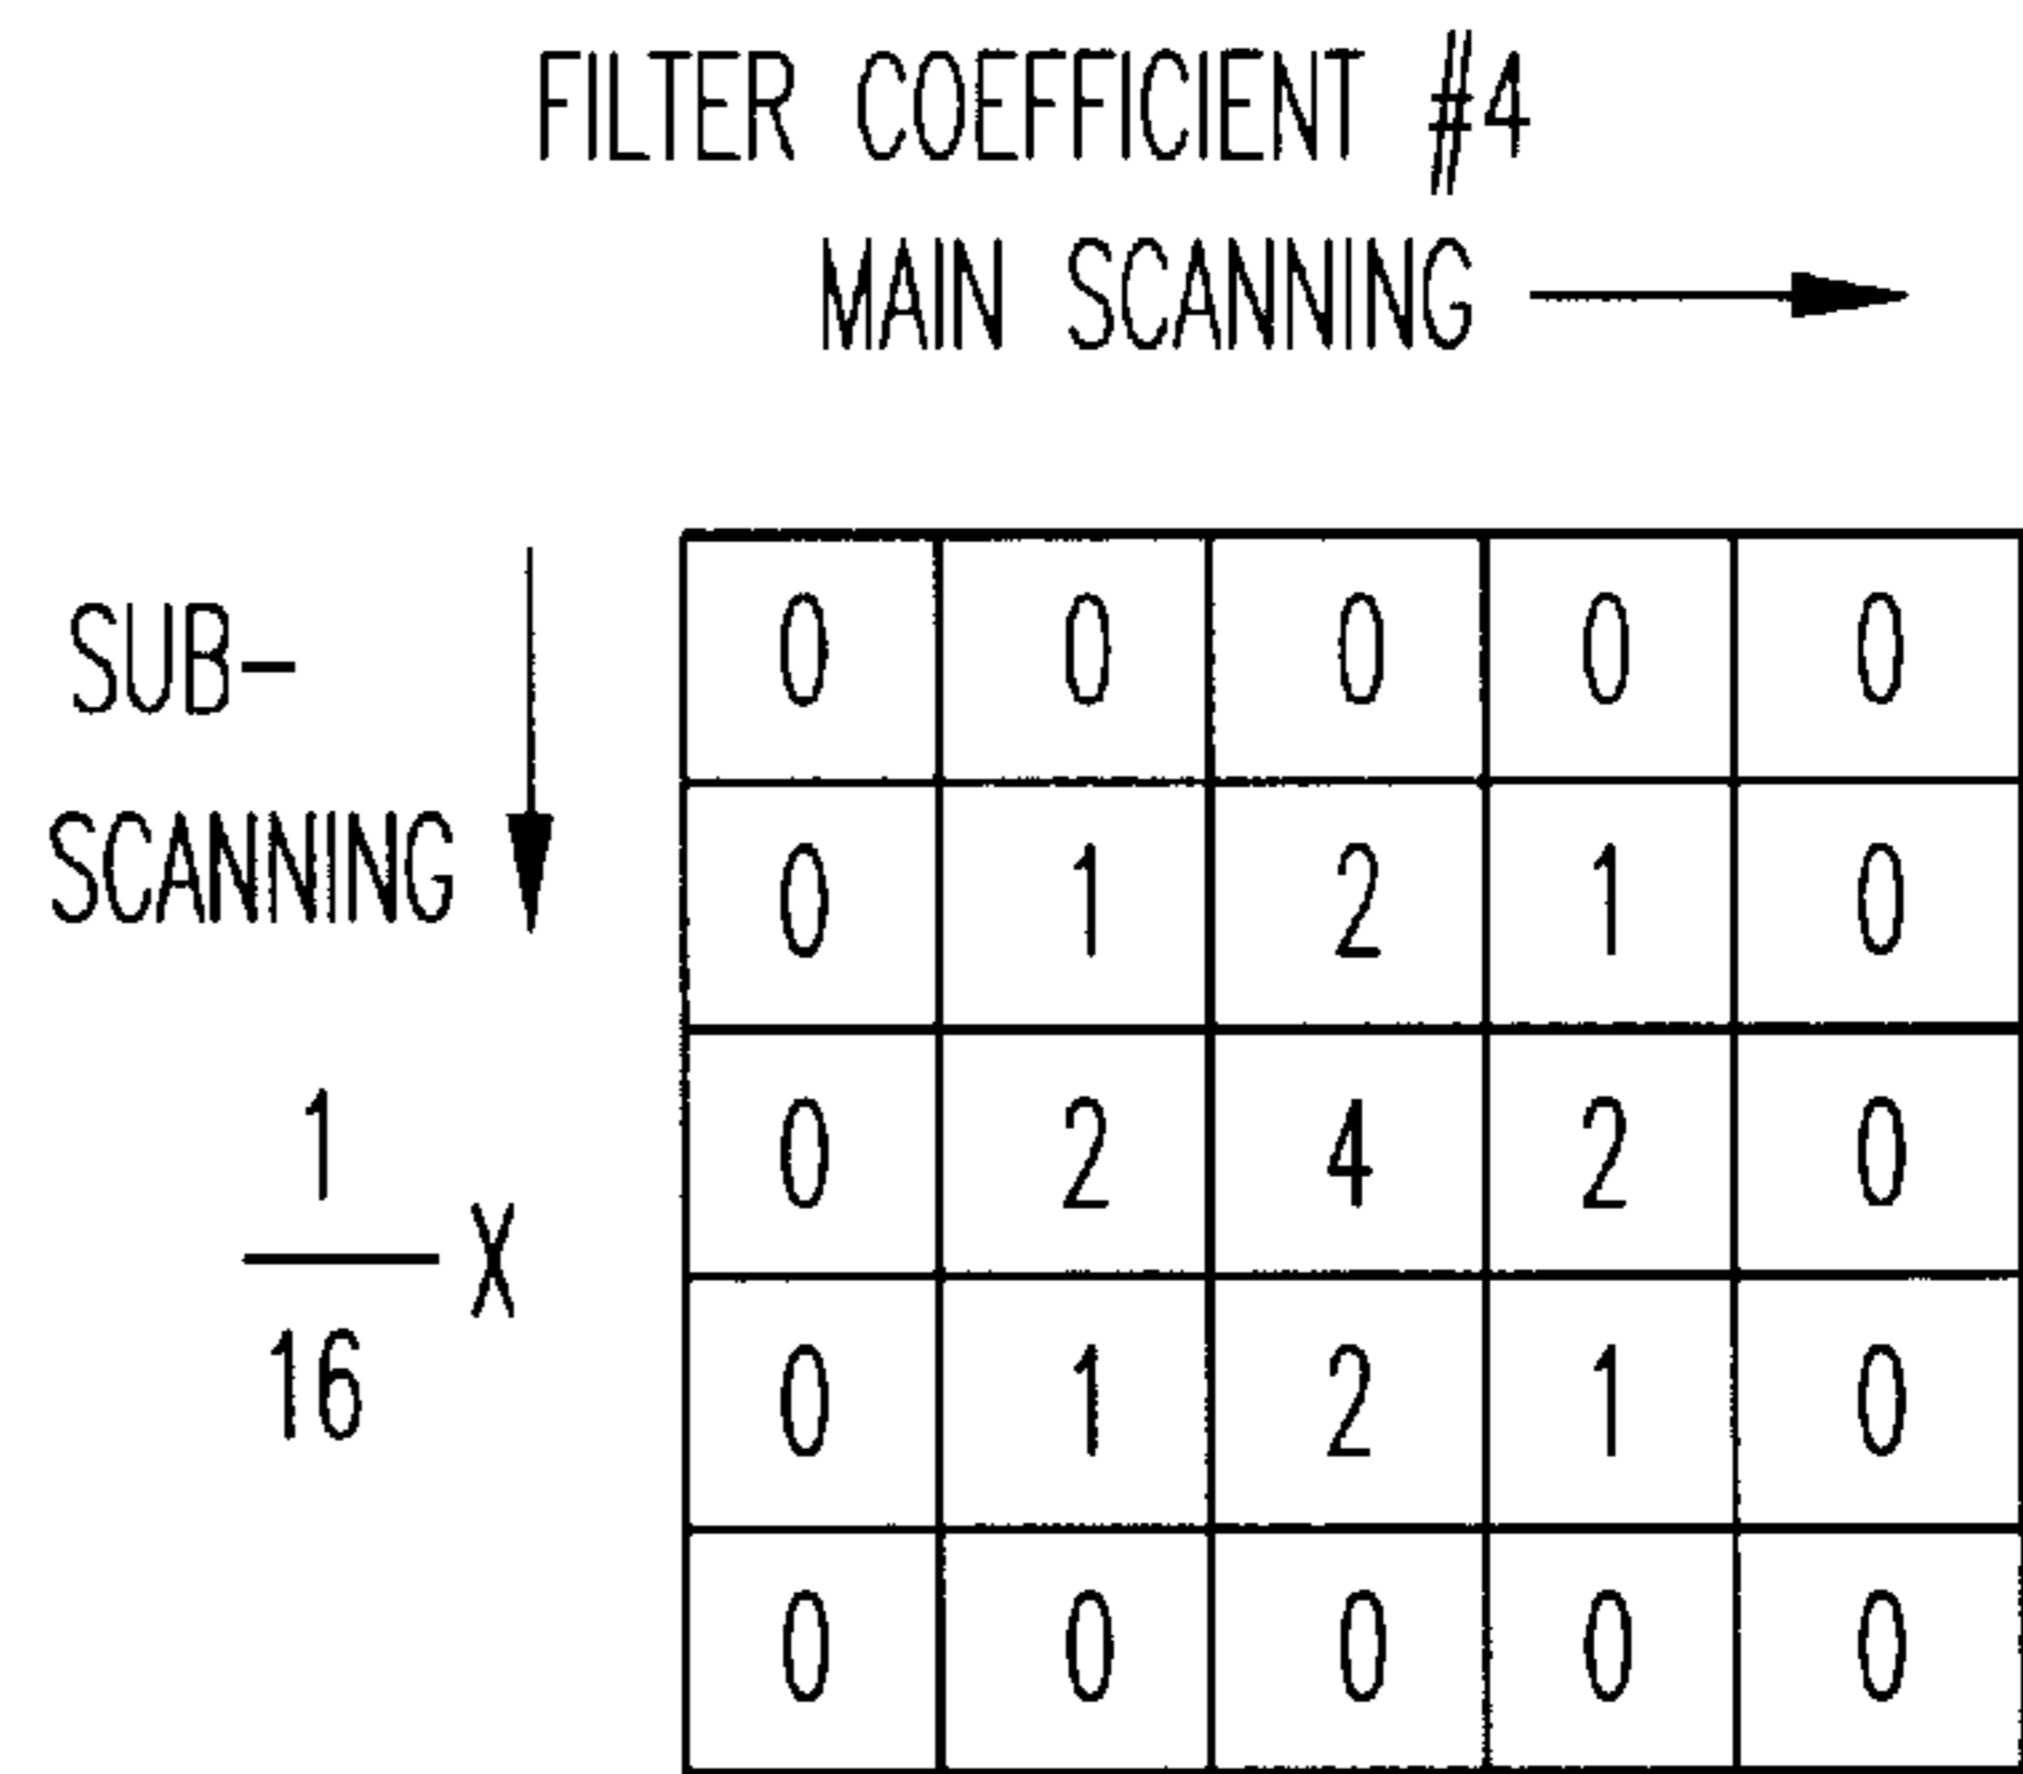 FILTER COEFFICIENT #4
MAIN SCANNING
SUB-
SCANNING
1
16
X
0 0 0 0 0
0 1 2 1 0
0 2 4 2 0
0 1 2 1 0
0 0 0 0 0